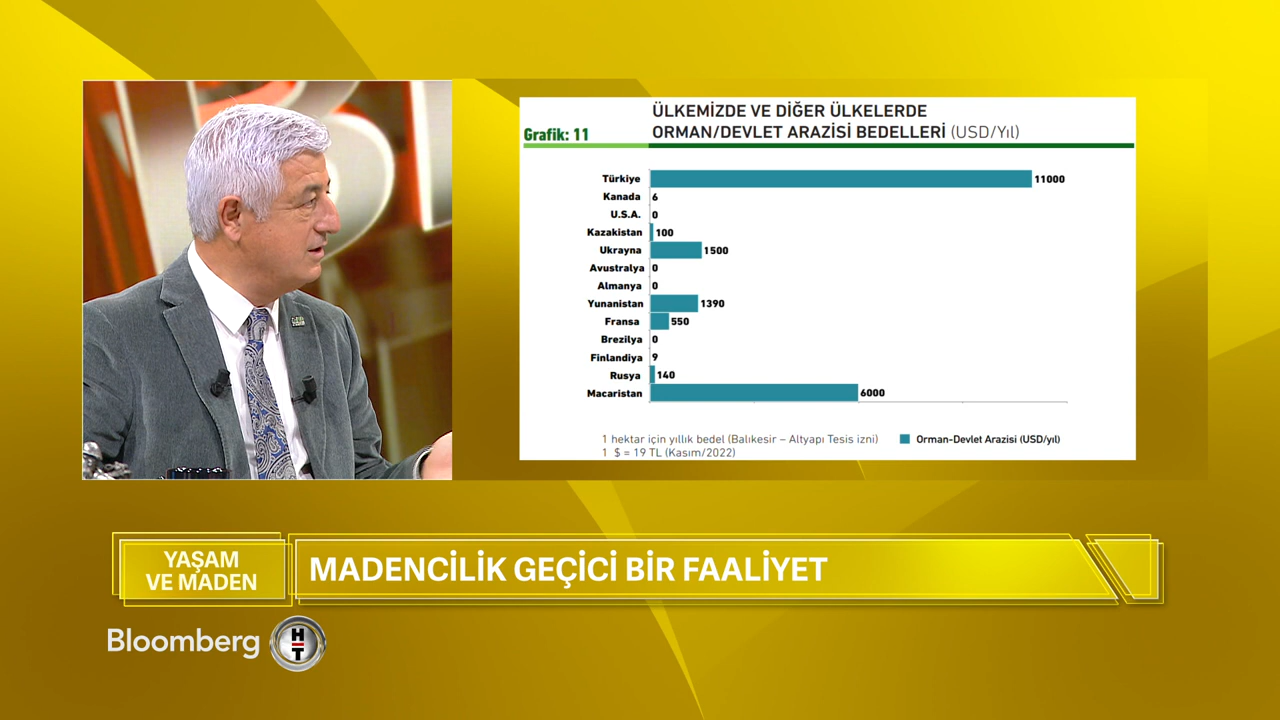 Grafik: 11
ÜLKEMİZDE VE DİĞER ÜLKELERDE
ORMAN/DEVLET ARAZİSİ BEDELLERİ (USD/Yıl)
Türkiye 11000
Kanada 6
U.S.A. 0
Kazakistan 100
Ukrayna 1500
Avustralya 0
Almanya 0
Yunanistan 1390
Fransa 550
Brezilya 0
Finlandiya 9
Rusya 140
Macaristan 6000
1 hektar için yıllık bedel (Balıkesir – Altyapı Tesis izni)
1 $ = 19 TL (Kasım/2022)
Orman-Devlet Arazisi (USD/yıl)
YAŞAM
VE MADEN
MADENCİLİK GEÇİCİ BİR FAALİYET
Bloomberg HT